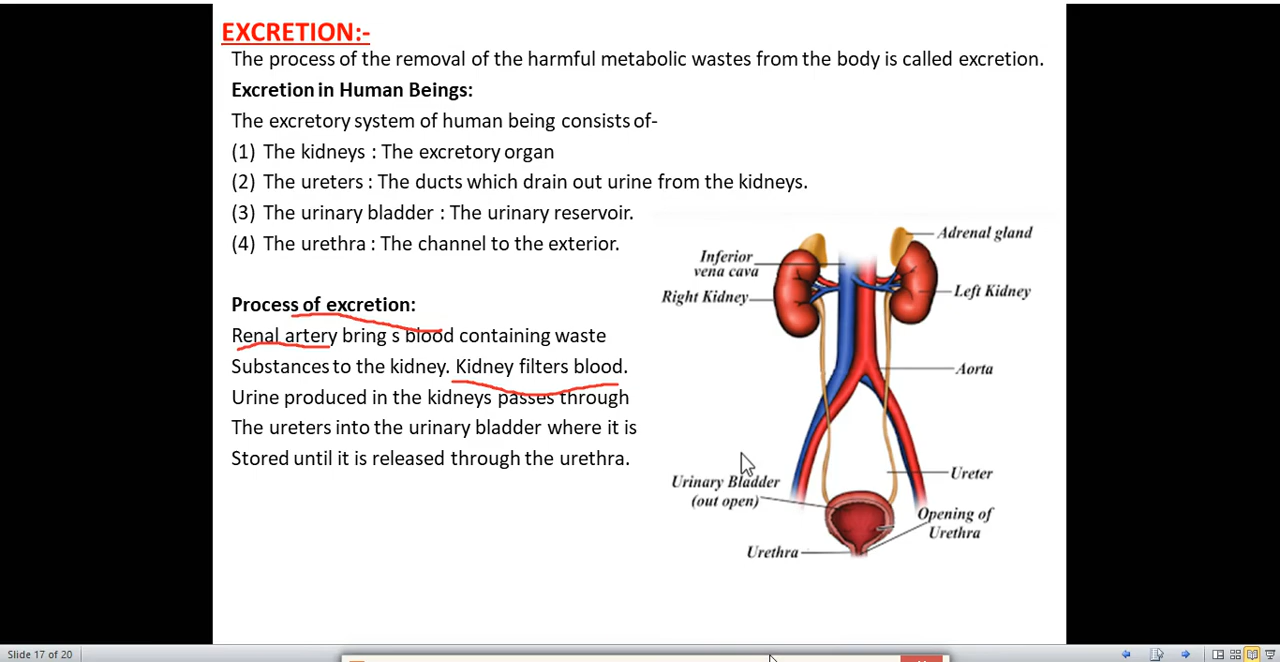 EXCRETION:-
The process of the removal of the harmful metabolic wastes from the body is called excretion.
Excretion in Human Beings:
The excretory system of human being consists of-
(1) The kidneys : The excretory organ
(2) The ureters : The ducts which drain out urine from the kidneys.
(3) The urinary bladder : The urinary reservoir.
(4) The urethra : The channel to the exterior.
Process of excretion:
Renal artery bring s blood containing waste
Substances to the kidney. Kidney filters blood.
Urine produced in the kidneys passes through
The ureters into the urinary bladder where it is
Stored until it is released through the urethra.
Adrenal gland
Inferior
vena cava
Right Kidney
Left Kidney
Aorta
Ureter
Urinary Bladder
(out open)
Opening of
Urethra
Urethra
Slide 17 of 20